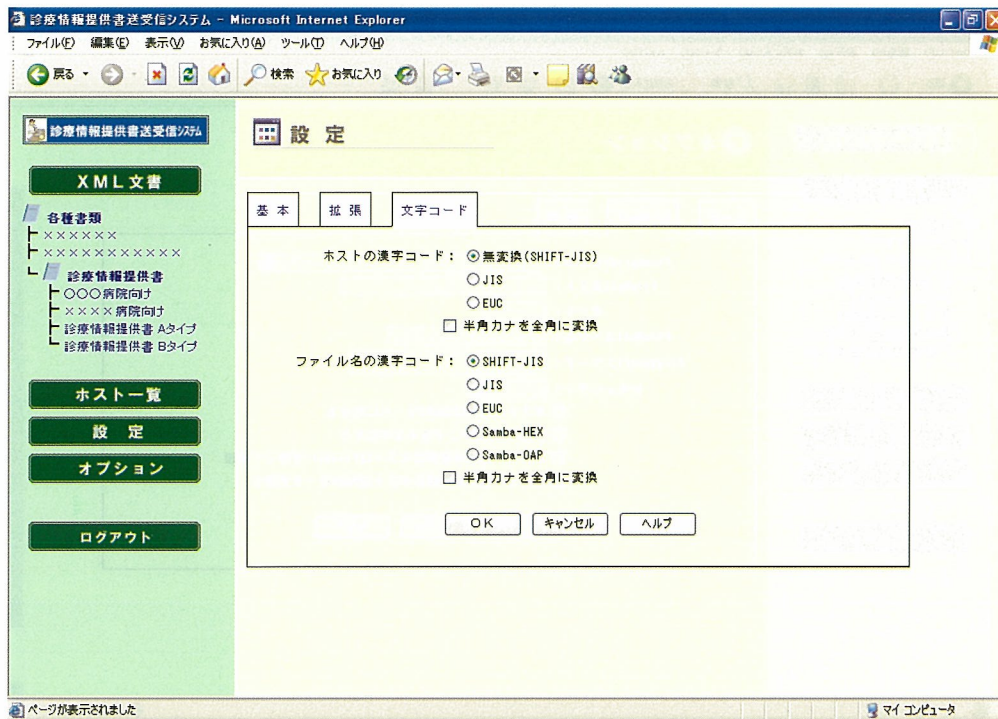 診療情報提供書送受信システム - Microsoft Internet Explorer
ファイル(F) 編集(E) 表示(V) お気に入り(A) ツール(T) ヘルプ(H)
戻る 検索 お気に入り
診療情報提供書送受信システム
設 定
XML文書
各種書類
××××××
×××××××××××
診療情報提供書
○○○病院向け
××××病院向け
診療情報提供書 Aタイプ
診療情報提供書 Bタイプ
ホスト一覧
設 定
オプション
ログアウト
基 本 拡 張 文字コード
ホストの漢字コード: 無変換(SHIFT-JIS)
JIS
EUC
半角カナを全角に変換
ファイル名の漢字コード: SHIFT-JIS
JIS
EUC
Samba-HEX
Samba-OAP
半角カナを全角に変換
OK キャンセル ヘルプ
ページが表示されました マイ コンピュータ